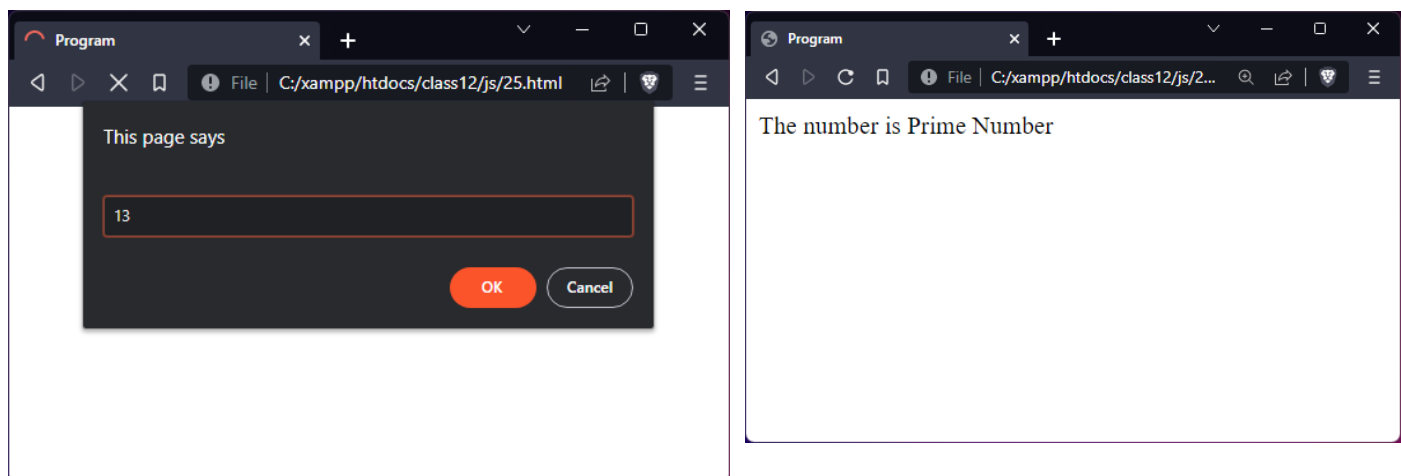 Program
File C:/xampp/htdocs/class12/js/25.html
This page says
13
OK Cancel
Program
File C:/xampp/htdocs/class12/js/2...
The number is Prime Number